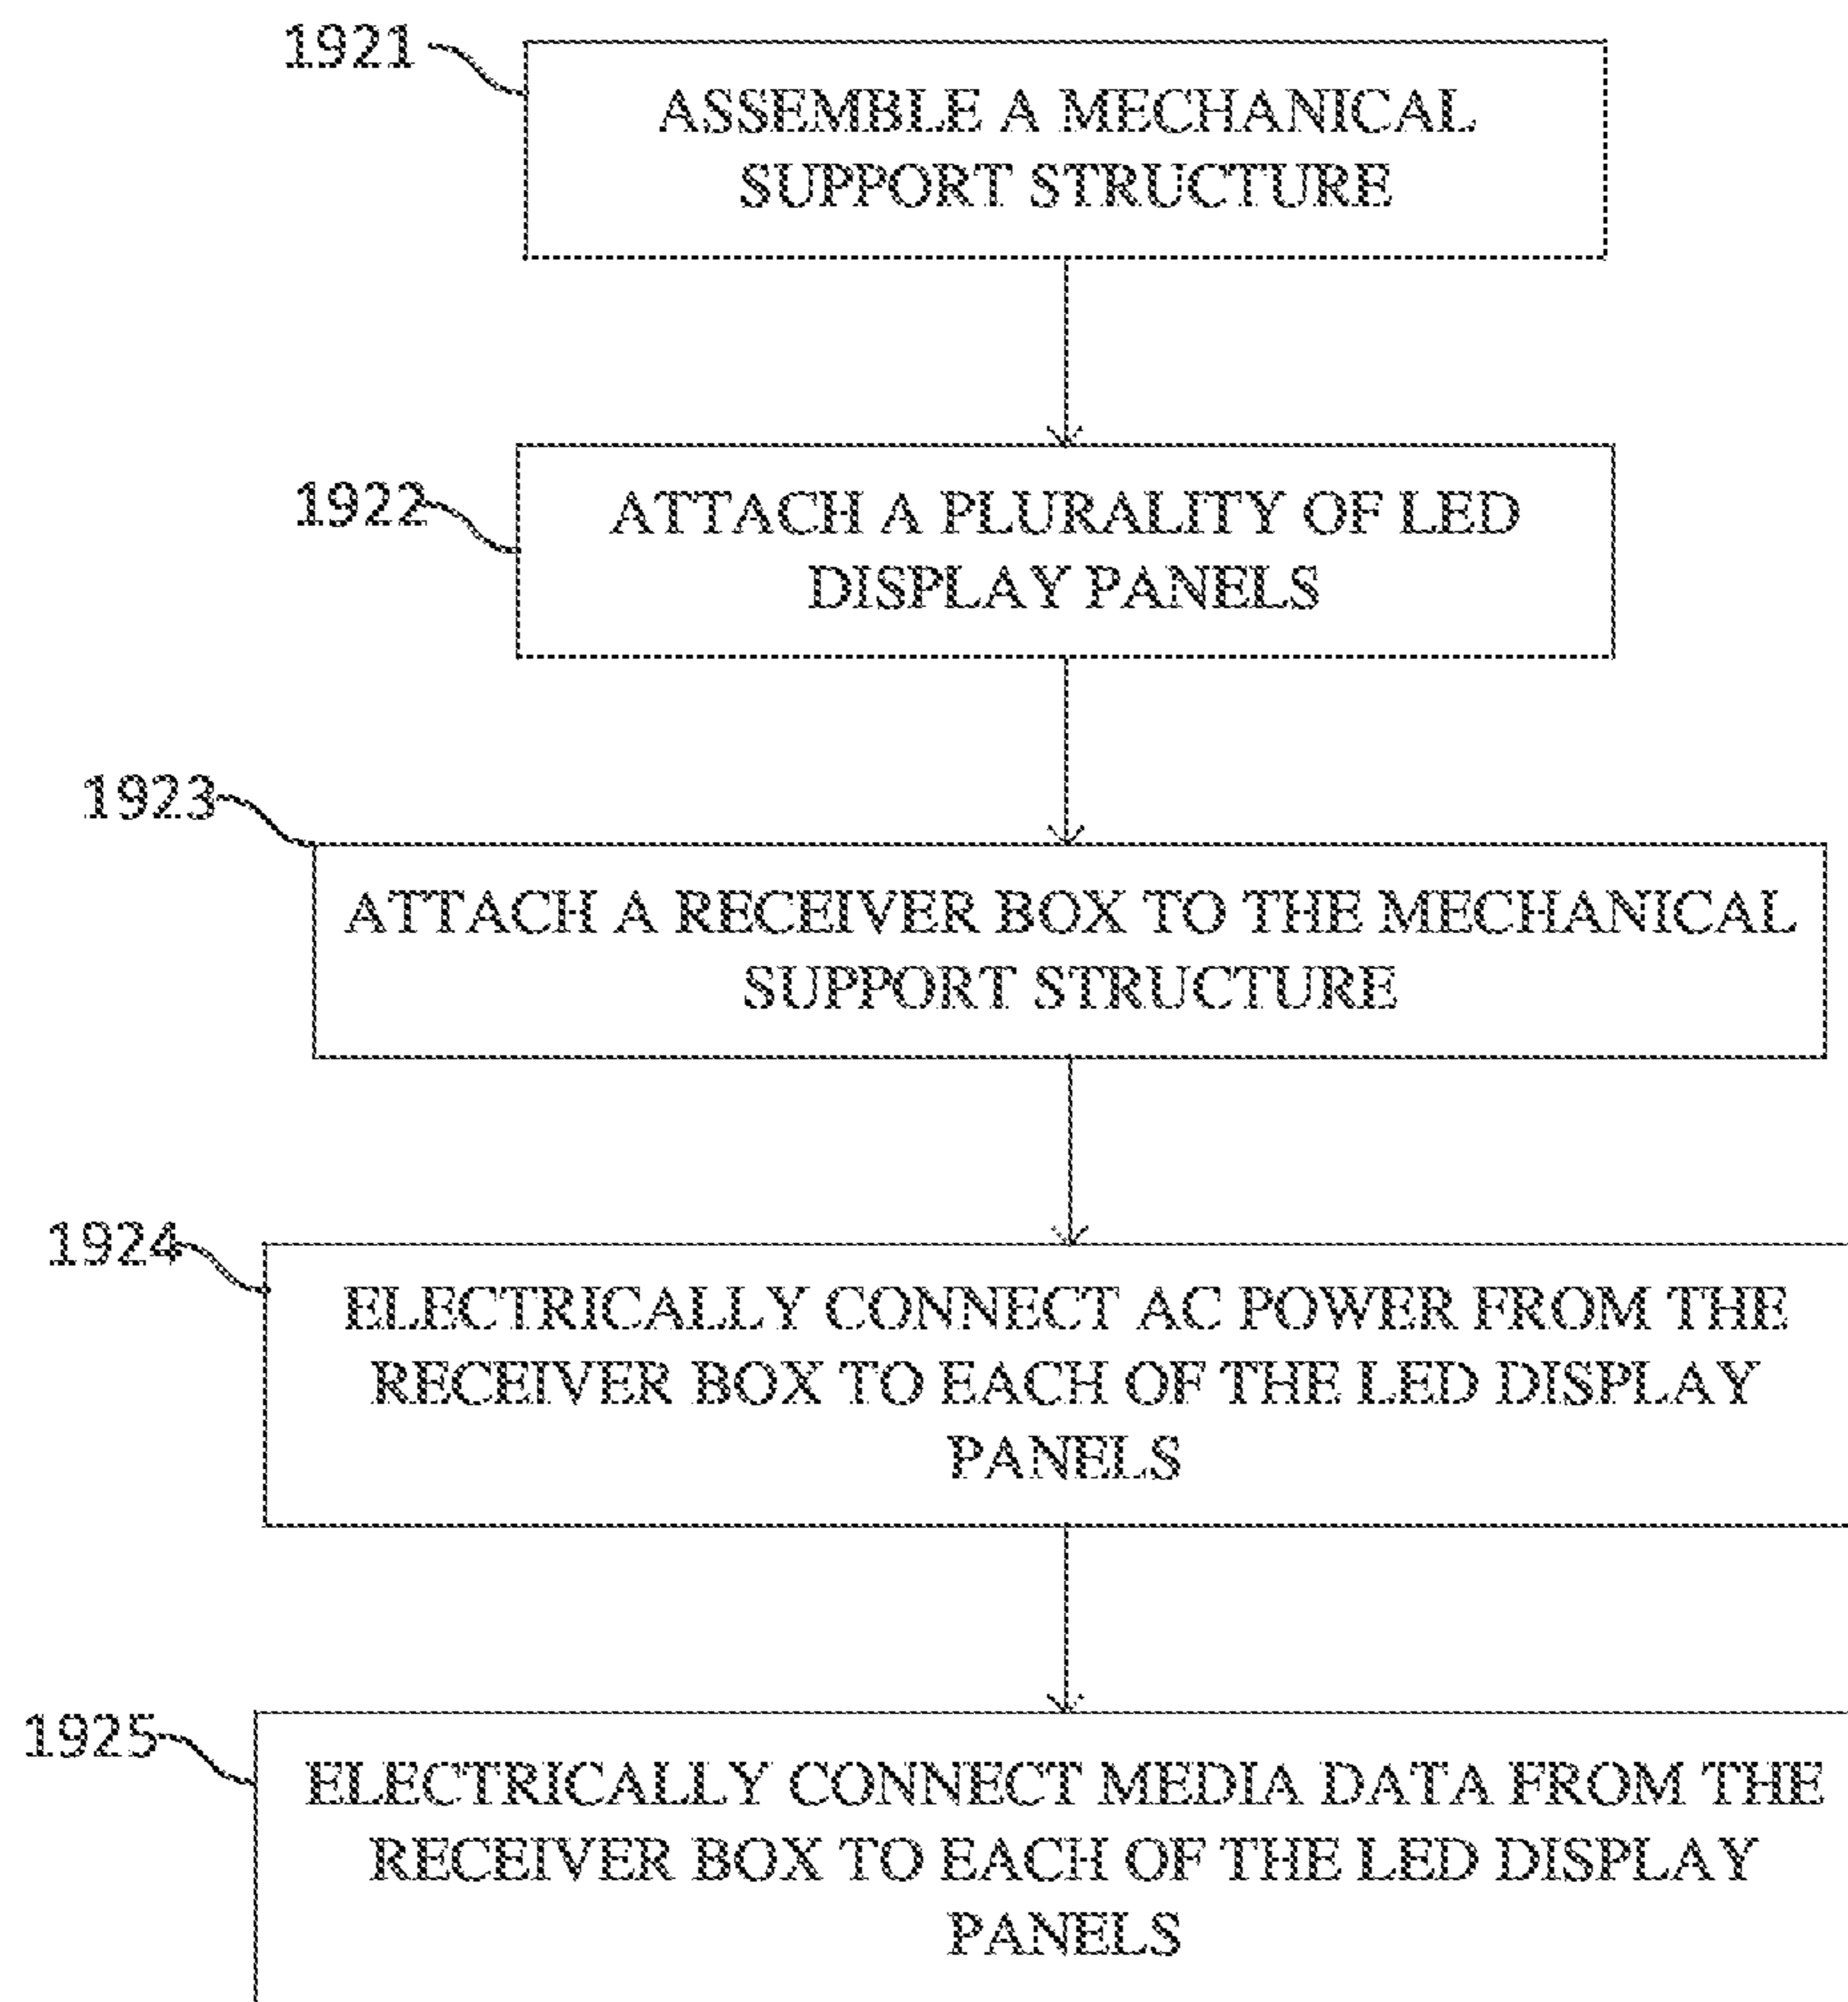 1921
ASSEMBLE A MECHANICAL
SUPPORT STRUCTURE
1922
ATTACH A PLURALITY OF LED
DISPLAY PANELS
1923
ATTACH A RECEIVER BOX TO THE MECHANICAL
SUPPORT STRUCTURE
1924
ELECTRICALLY CONNECT AC POWER FROM THE
RECEIVER BOX TO EACH OF THE LED DISPLAY
PANELS
1925
ELECTRICALLY CONNECT MEDIA DATA FROM THE
RECEIVER BOX TO EACH OF THE LED DISPLAY
PANELS